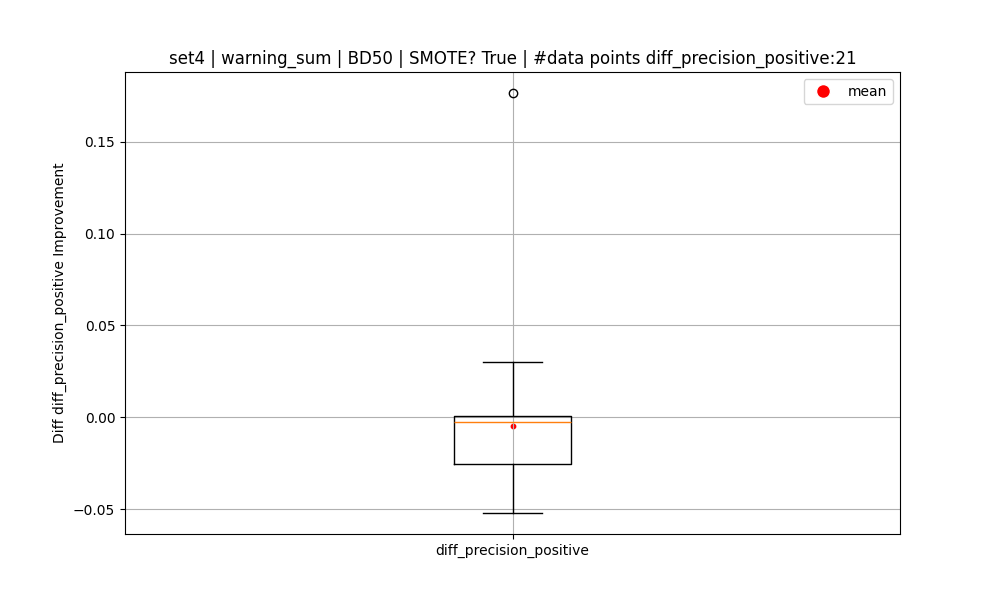 set4 | warning_sum | BD50 | SMOTE? True | #data points diff_precision_positive:21
mean
0.15
0.10
0.05
0.00
−0.05
Diff diff_precision_positive Improvement
diff_precision_positive